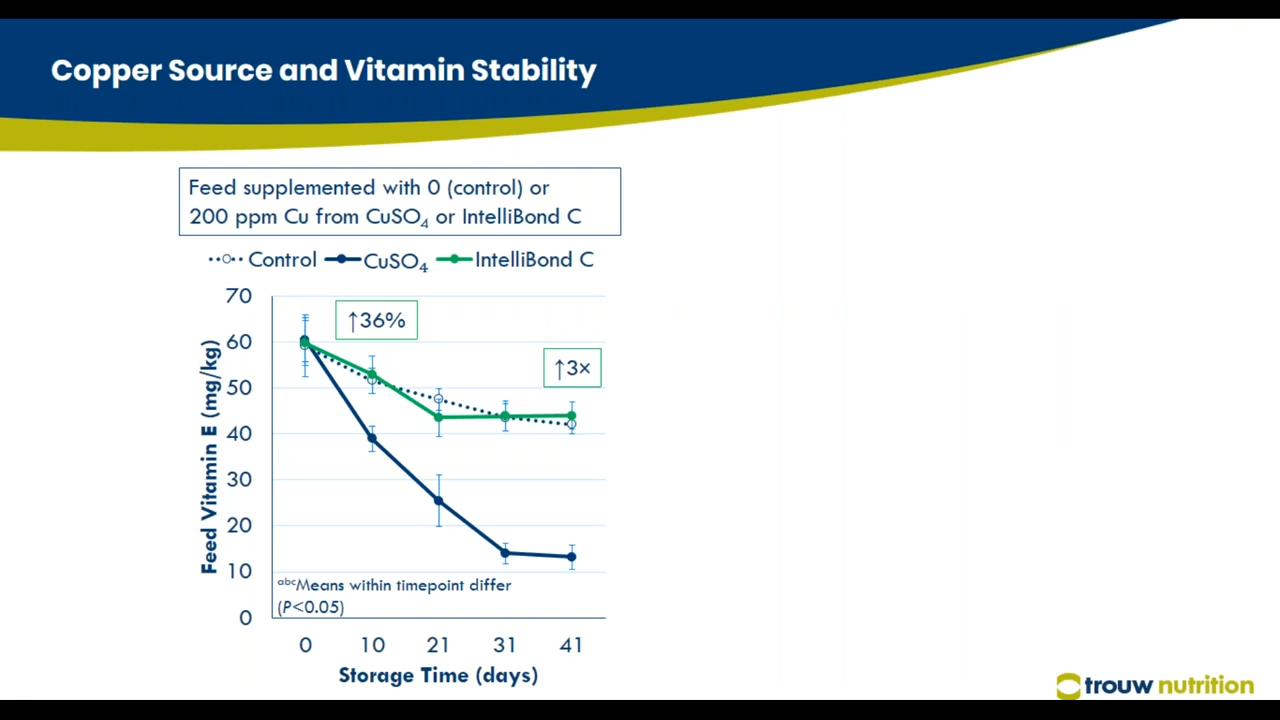 Copper Source and Vitamin Stability
Feed supplemented with 0 (control) or
200 ppm Cu from CuSO₄ or IntelliBond C
Control CuSO₄ IntelliBond C
Feed Vitamin E (mg/kg)
70
60
50
40
30
20
10
0
↑36%
↑3×
ᵃᵇᶜMeans within timepoint differ
(P<0.05)
0 10 21 31 41
Storage Time (days)
trouw nutrition